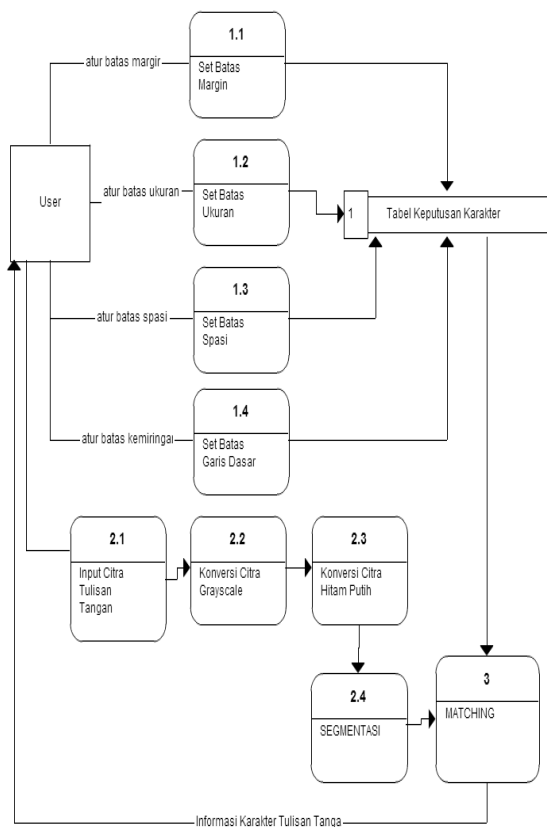 1.1
atur batas margir
Set Batas
Margin
1.2
User
atur batas ukuran
Set Batas
Ukuran
1
Tabel Keputusan Karakter
1.3
atur batas spasi
Set Batas
Spasi
1.4
atur batas kemiringai
Set Batas
Garis Dasar
2.1
Input Citra
Tulisan
Tangan
2.2
Konversi Citra
Grayscale
2.3
Konversi Citra
Hitam Putih
2.4
SEGMENTASI
3
MATCHING
Informasi Karakter Tulisan Tanga